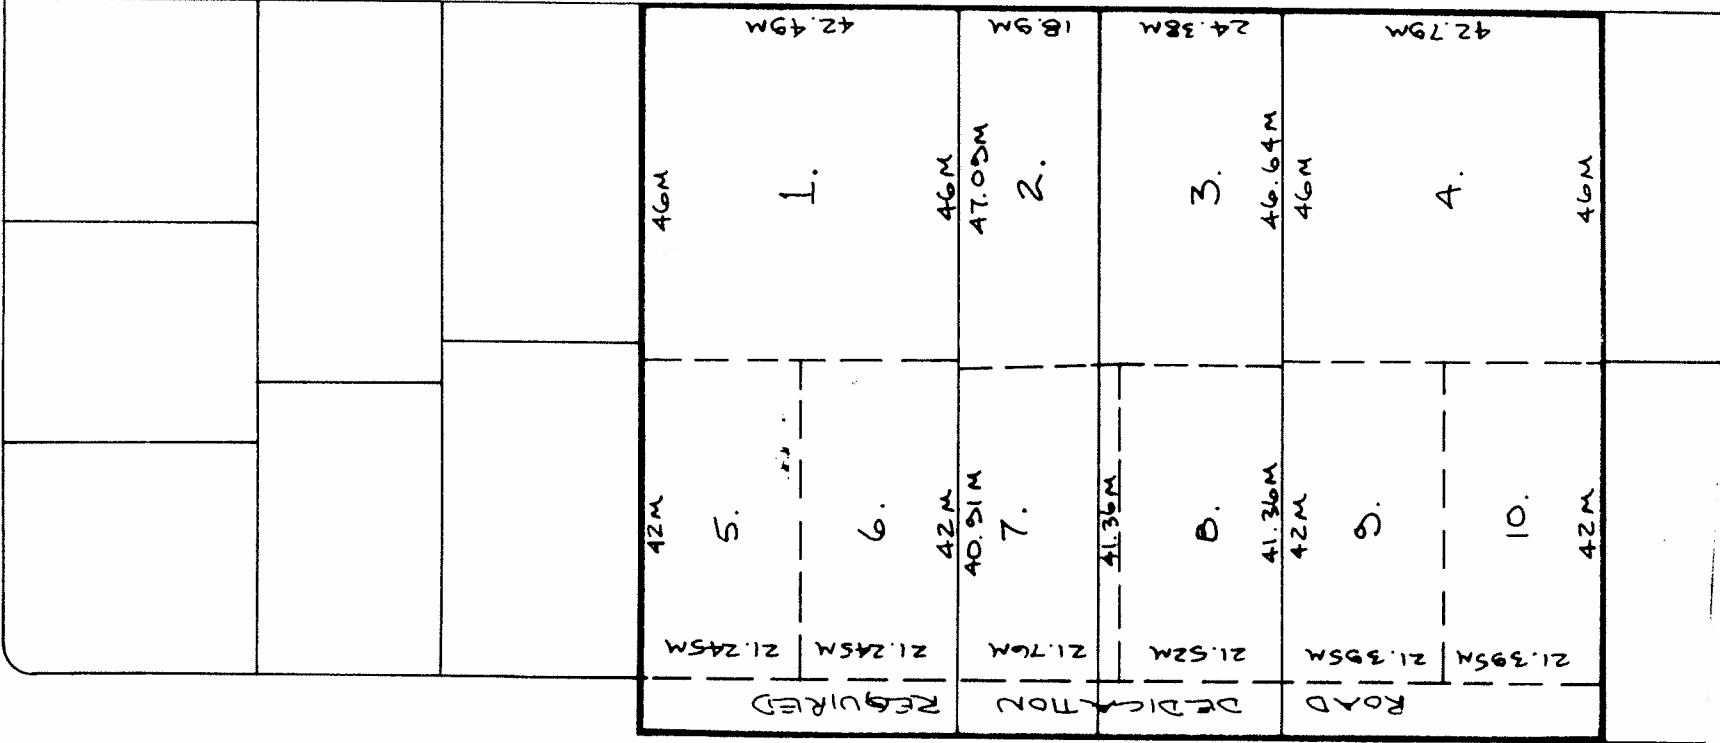 42.49M
18.9M
24.38M
42.79M
46M
1.
46M
47.09M
2.
3.
46.64M
46M
4.
46M
42M
5.
6.
42M
40.91M
7.
41.36M
8.
41.36M
42M
9.
10.
42M
21.245M
21.245M
21.76M
21.52M
21.395M
21.395M
ROAD DEDICATION REQUIRED